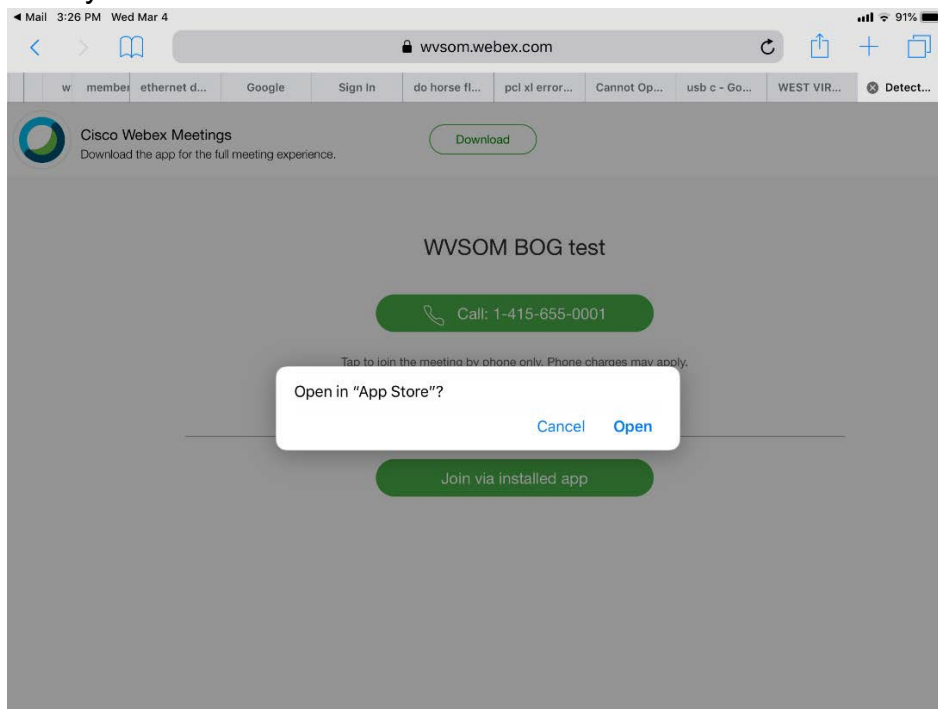 Mail 3:26 PM Wed Mar 4 91%
wvsom.webex.com
w member ethernet d... Google Sign In do horse fl... pcl xl error... Cannot Op... usb c - Go... WEST VIR... Detect...
Cisco Webex Meetings
Download the app for the full meeting experience.
Download
WVSOM BOG test
Call: 1-415-655-0001
Tap to join the meeting by phone only. Phone charges may apply.
Open in “App Store”?
Cancel Open
Join via installed app